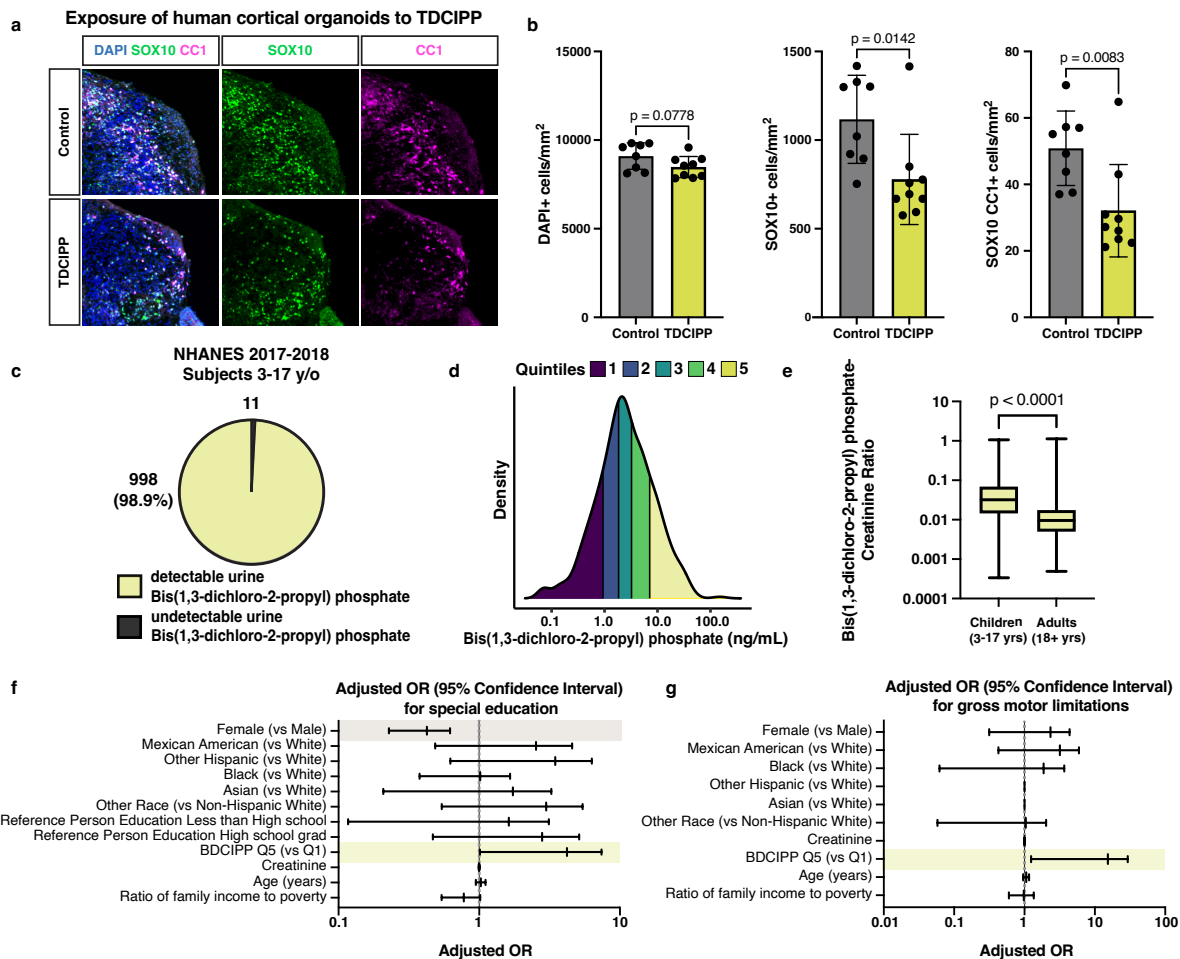 a
Exposure of human cortical organoids to TDCIPP
DAPI SOX10 CC1
SOX10
CC1
Control
TDCIPP
b
DAPI+ cells/mm2
15000
10000
5000
0
p = 0.0778
Control TDCIPP
SOX10+ cells/mm2
1500
1000
500
0
p = 0.0142
Control TDCIPP
SOX10 CC1+ cells/mm2
80
60
40
20
0
p = 0.0083
Control TDCIPP
c
NHANES 2017-2018
Subjects 3-17 y/o
11
998
(98.9%)
detectable urine
Bis(1,3-dichloro-2-propyl) phosphate
undetectable urine
Bis(1,3-dichloro-2-propyl) phosphate
d
Quintiles 1 2 3 4 5
Density
0.1 1.0 10.0 100.0
Bis(1,3-dichloro-2-propyl) phosphate (ng/mL)
e
Bis(1,3-dichloro-2-propyl) phosphate-
Creatinine Ratio
10
1
0.1
0.01
0.001
0.0001
p < 0.0001
Children Adults
(3-17 yrs) (18+ yrs)
f
Adjusted OR (95% Confidence Interval)
for special education
Female (vs Male)
Mexican American (vs White)
Other Hispanic (vs White)
Black (vs White)
Asian (vs White)
Other Race (vs Non-Hispanic White)
Reference Person Education Less than High school
Reference Person Education High school grad
BDCIPP Q5 (vs Q1)
Creatinine
Age (years)
Ratio of family income to poverty
0.1 1 10
Adjusted OR
g
Adjusted OR (95% Confidence Interval)
for gross motor limitations
Female (vs Male)
Mexican American (vs White)
Black (vs White)
Other Hispanic (vs White)
Asian (vs White)
Other Race (vs Non-Hispanic White)
Creatinine
BDCIPP Q5 (vs Q1)
Age (years)
Ratio of family income to poverty
0.01 0.1 1 10 100
Adjusted OR